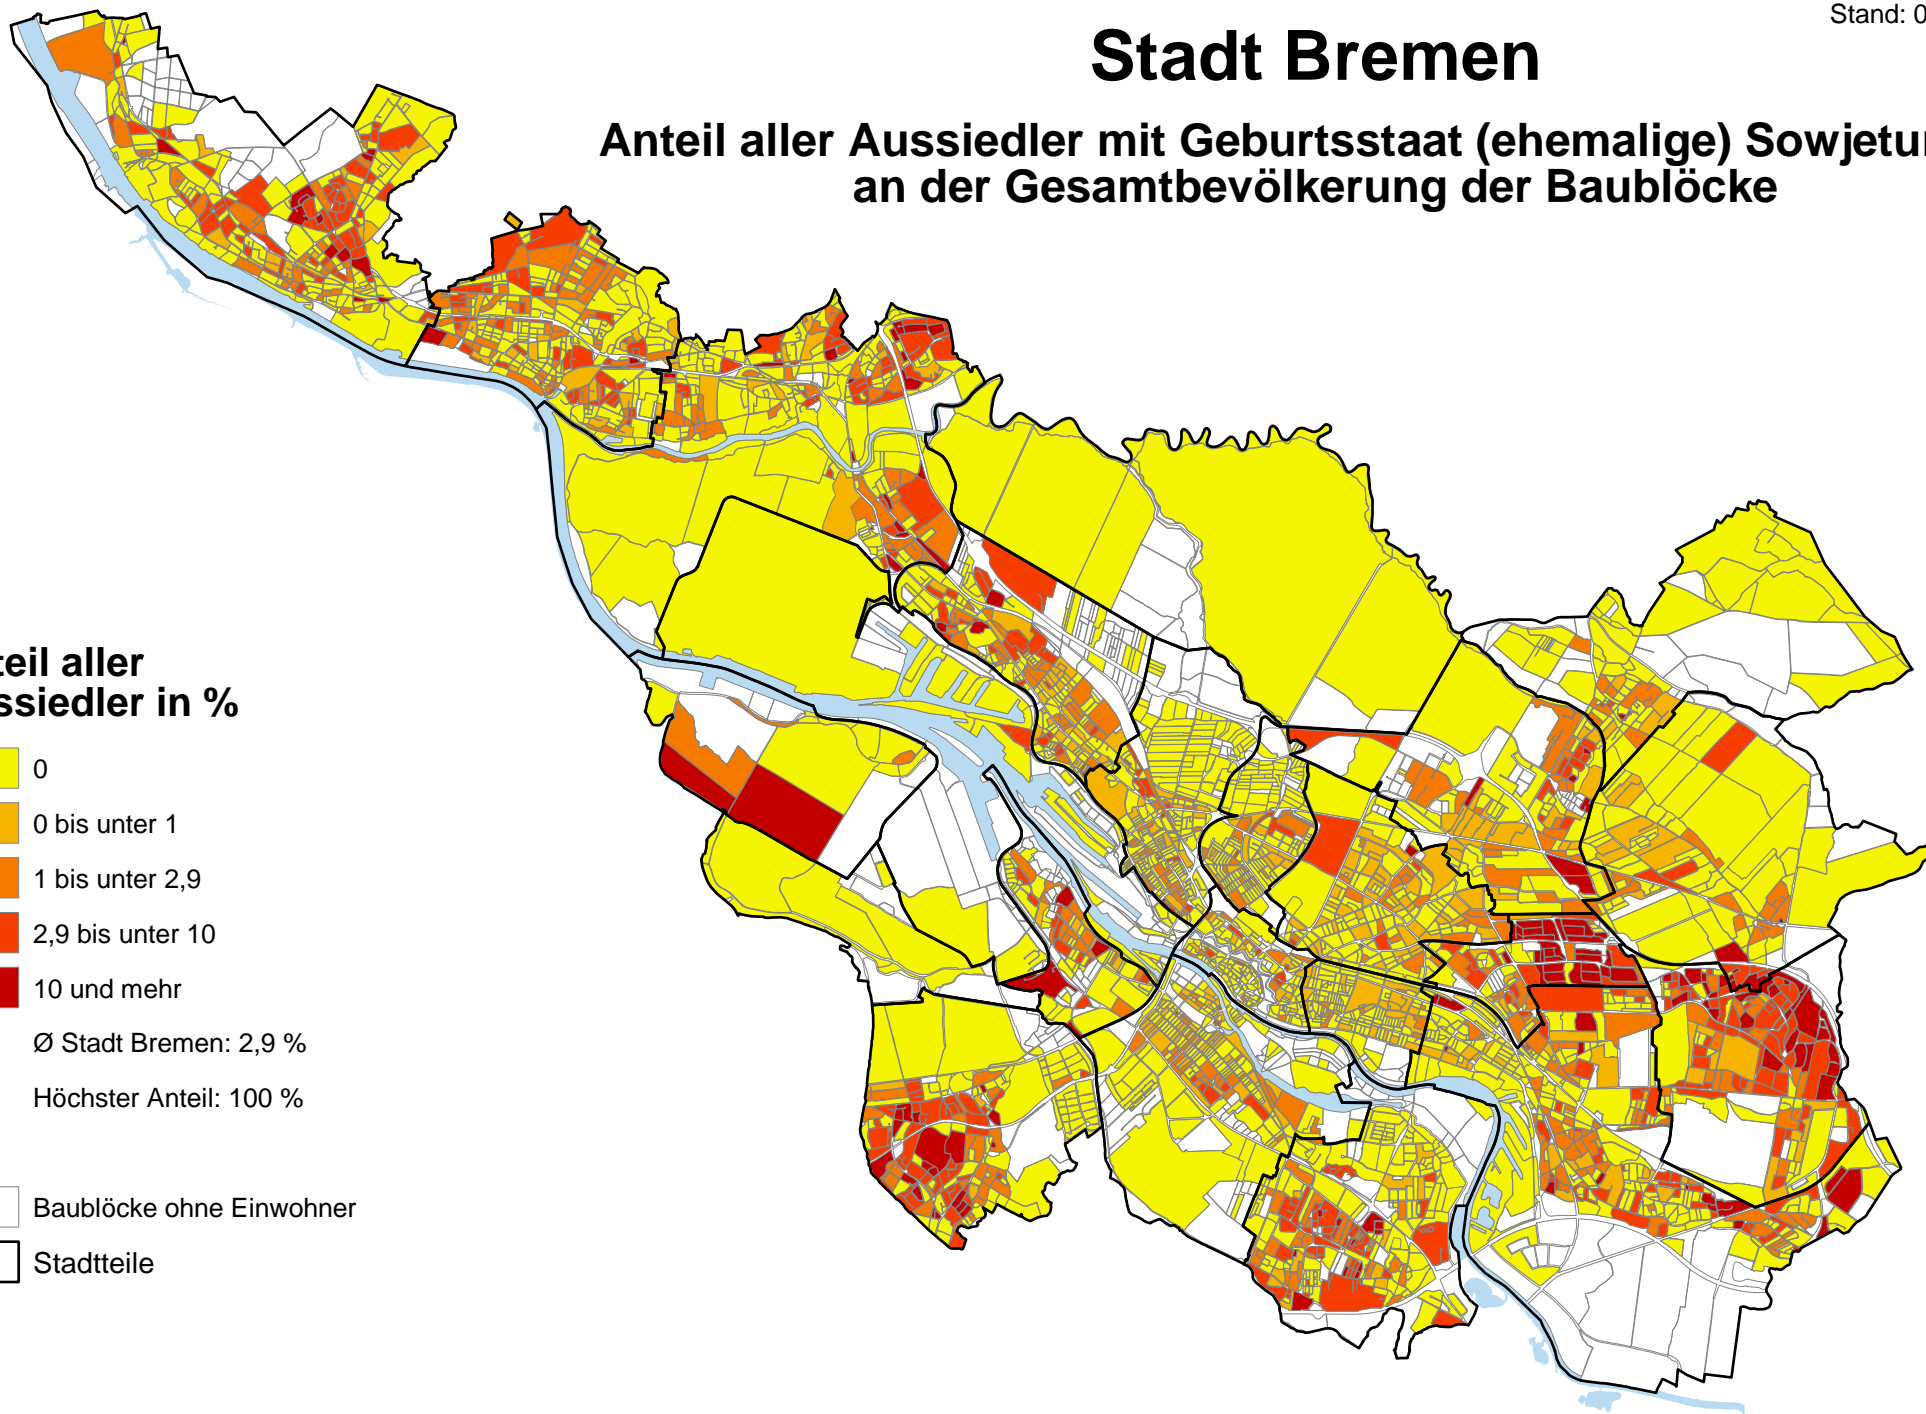 Stand: 0
Stadt Bremen
Anteil aller Aussiedler mit Geburtsstaat (ehemalige) Sowjetu
an der Gesamtbevölkerung der Baublöcke
teil aller
ssiedler in %
0
0 bis unter 1
1 bis unter 2,9
2,9 bis unter 10
10 und mehr
Ø Stadt Bremen: 2,9 %
Höchster Anteil: 100 %
Baublöcke ohne Einwohner
Stadtteile